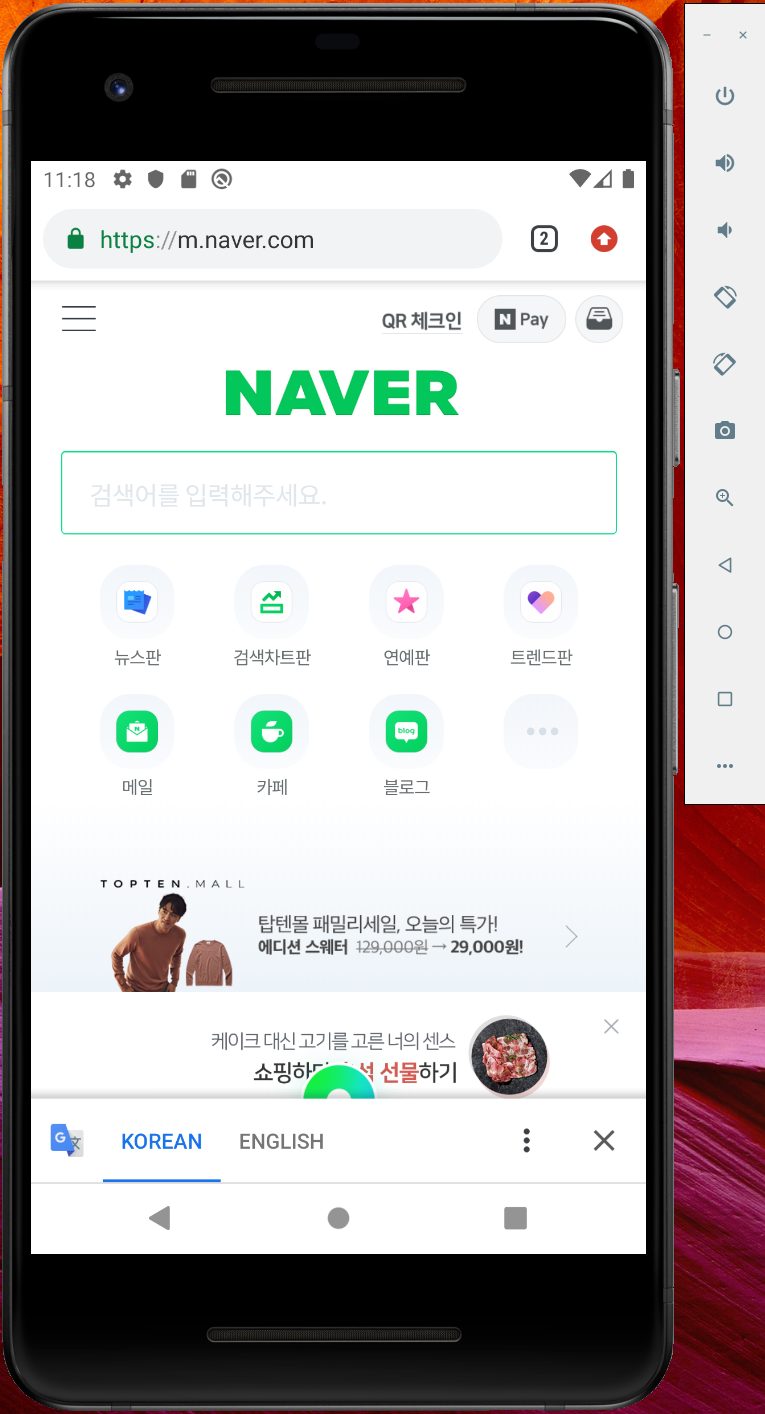 11:18
https://m.naver.com
2
QR 체크인
N Pay
NAVER
검색어를 입력해주세요.
뉴스판
검색차트판
연예판
트렌드판
N
blog
메일
카페
블로그
TOPTEN.MALL
탑텐몰 패밀리세일, 오늘의 특가!
에디션 스웨터 129,000원 → 29,000원!
케이크 대신 고기를 고른 너의 센스
선물하기
G 文
KOREAN
ENGLISH